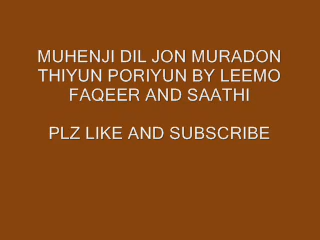 MUHENJI DIL JON MURADON
THIYUN PORIYUN BY LEEMO
FAQEER AND SAATHI
PLZ LIKE AND SUBSCRIBE